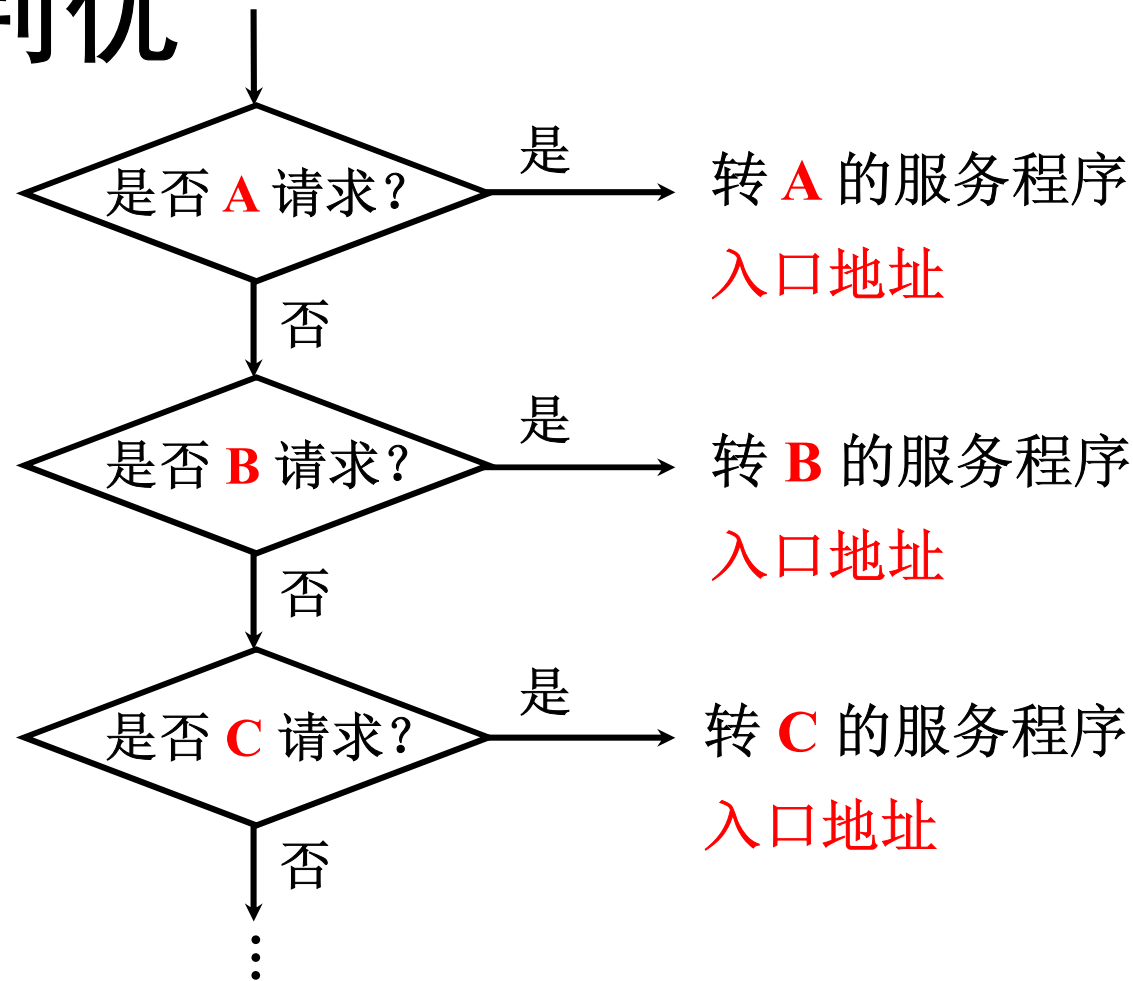 判优
是否 A 请求？
是
转 A 的服务程序
入口地址
否
是否 B 请求？
是
转 B 的服务程序
入口地址
否
是否 C 请求？
是
转 C 的服务程序
入口地址
否
⋮